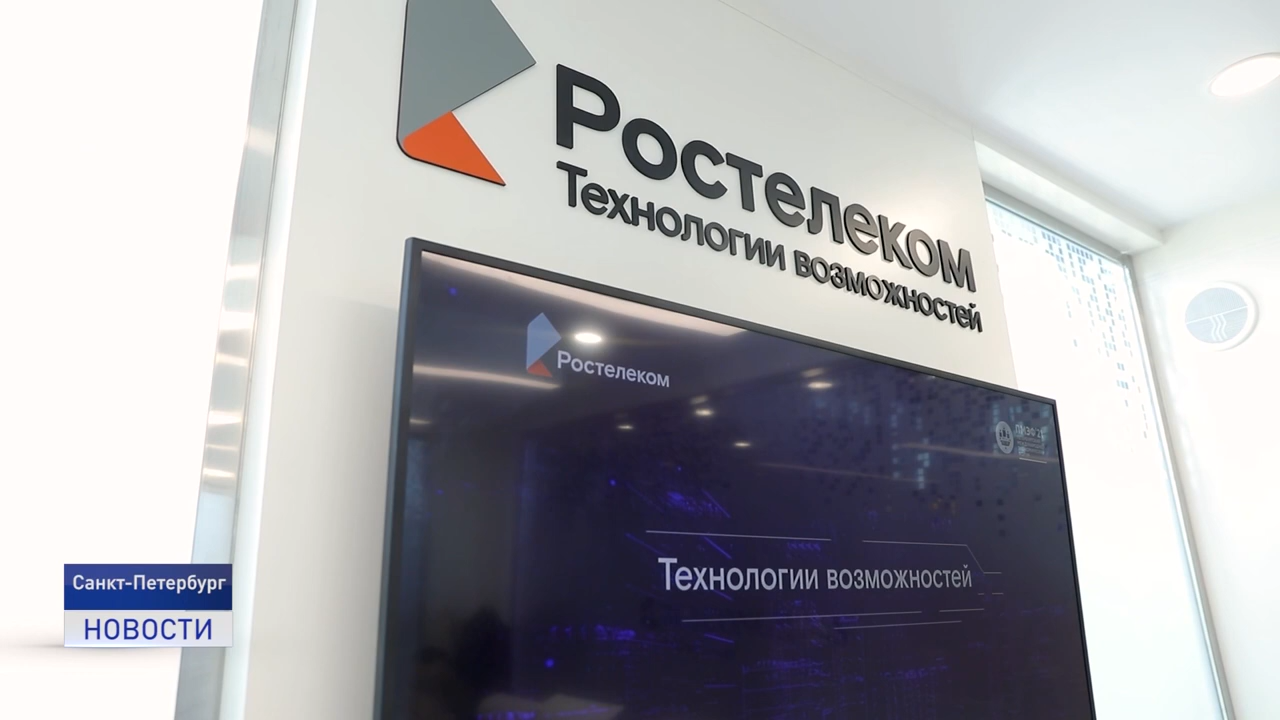 Ростелеком
Технологии возможностей
Ростелеком
Технологии возможностей
Санкт-Петербург
НОВОСТИ